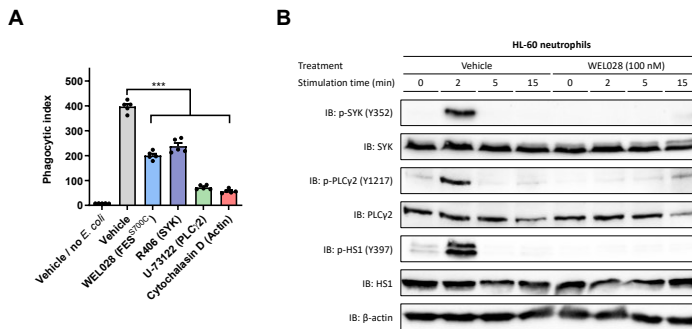 A
Phagocytic index
500
400
300
200
100
0
***
Vehicle / no E. coli
Vehicle
WEL028 (FES^S700C)
R406 (SYK)
U-73122 (PLCγ2)
Cytochalasin D (Actin)
B
HL-60 neutrophils
Treatment Vehicle WEL028 (100 nM)
Stimulation time (min) 0 2 5 15 0 2 5 15
IB: p-SYK (Y352)
IB: SYK
IB: p-PLCγ2 (Y1217)
IB: PLCγ2
IB: p-HS1 (Y397)
IB: HS1
IB: β-actin